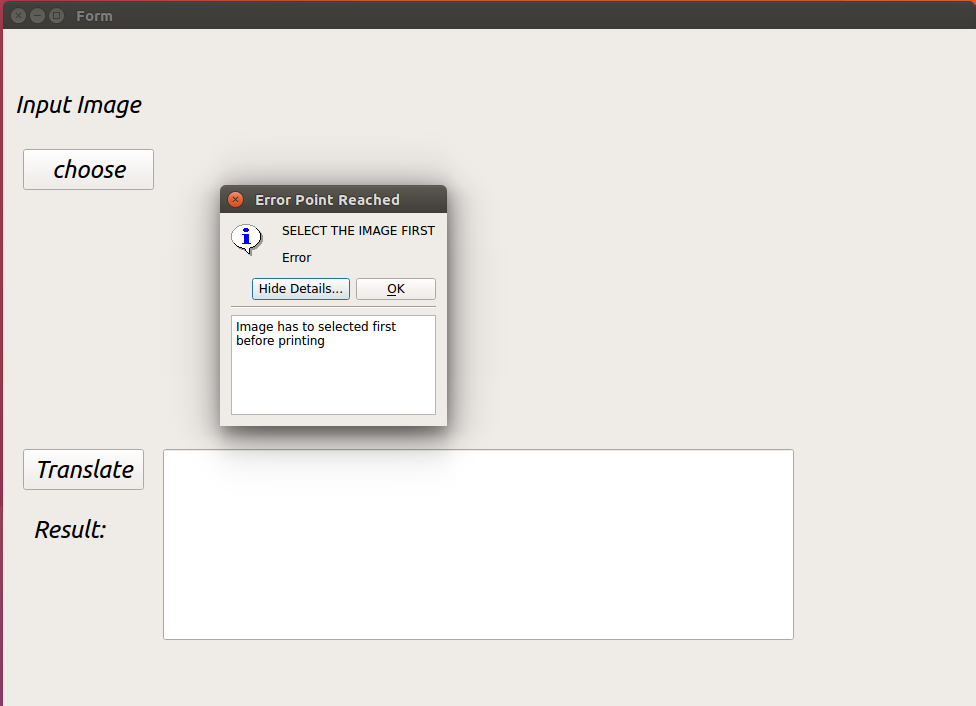 Form
Input Image
choose
Error Point Reached
SELECT THE IMAGE FIRST
Error
Hide Details...
OK
Image has to selected first
before printing
Translate
Result: